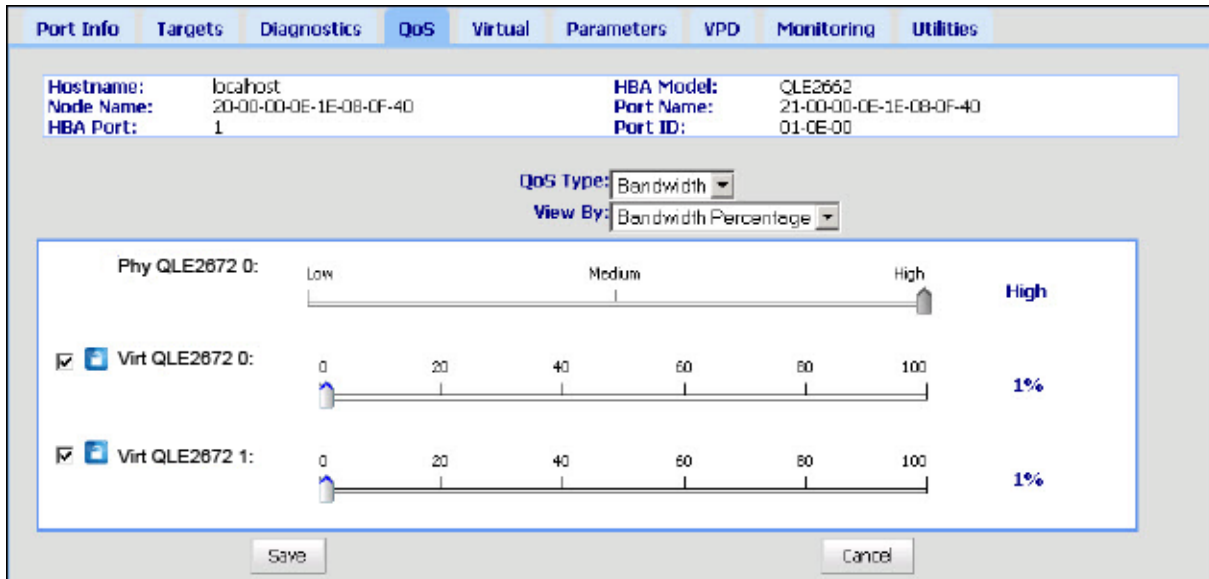 Port Info Targets Diagnostics QoS Virtual Parameters VPD Monitoring Utilities
Hostname: localhost HBA Model: QLE2662
Node Name: 20-00-00-0E-1E-08-0F-40 Port Name: 21-00-00-0E-1E-08-0F-40
HBA Port: 1 Port ID: 01-0E-00
QoS Type: Bandwidth
View By: Bandwidth Percentage
Phy QLE2672 0: Low Medium High High
Virt QLE2672 0: 0 20 40 60 80 100 1%
Virt QLE2672 1: 0 20 40 60 80 100 1%
Save Cancel